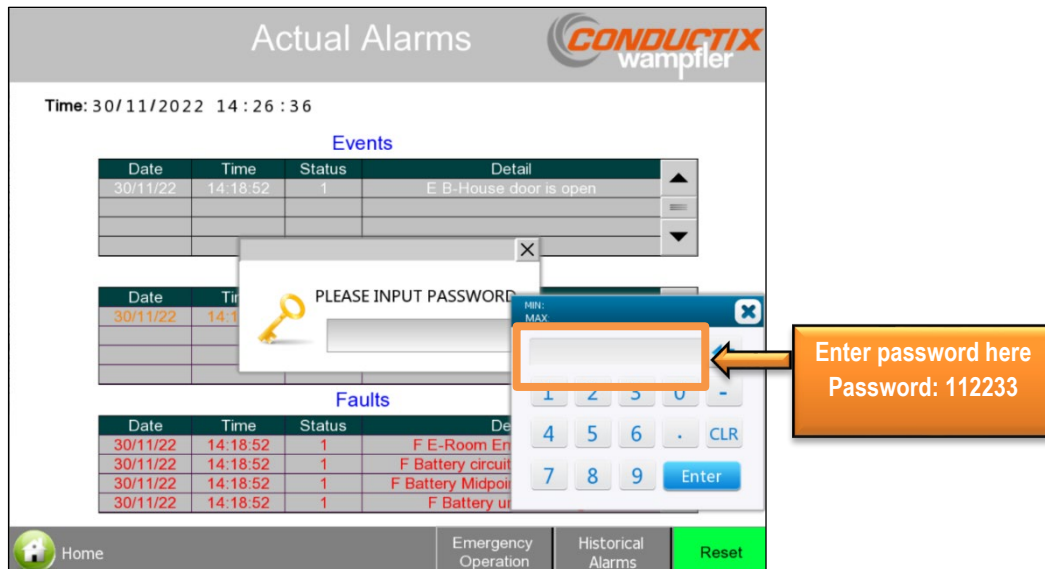 Actual Alarms
CONDUCTIX
wampfler
Time: 30/11/2022 14:26:36
Events
Date Time Status Detail
30/11/22 14:18:52 1 E B-House door is open
PLEASE INPUT PASSWORD
Date
30/11/22 14:1
MIN:
MAX:
Enter password here
Password: 112233
1 2 3 0 -
4 5 6 . CLR
7 8 9 Enter
Faults
Date Time Status De
30/11/22 14:18:52 1 F E-Room En
30/11/22 14:18:52 1 F Battery circuit
30/11/22 14:18:52 1 F Battery Midpoi
30/11/22 14:18:52 1 F Battery
Home
Emergency
Operation
Historical
Alarms
Reset